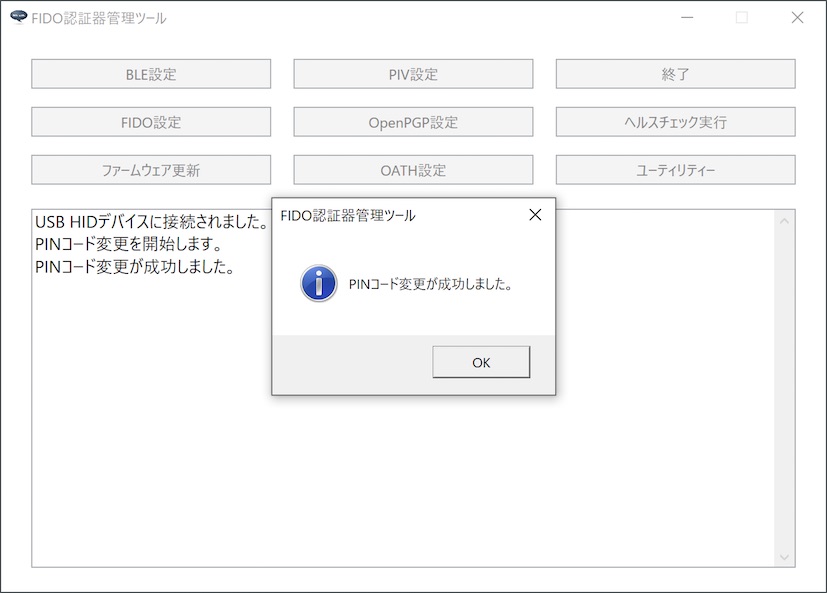 FIDO認証器管理ツール
BLE設定
PIV設定
終了
FIDO設定
OpenPGP設定
ヘルスチェック実行
ファームウェア更新
OATH設定
ユーティリティー
USB HIDデバイスに接続されました。
PINコード変更を開始します。
PINコード変更が成功しました。
FIDO認証器管理ツール
PINコード変更が成功しました。
OK